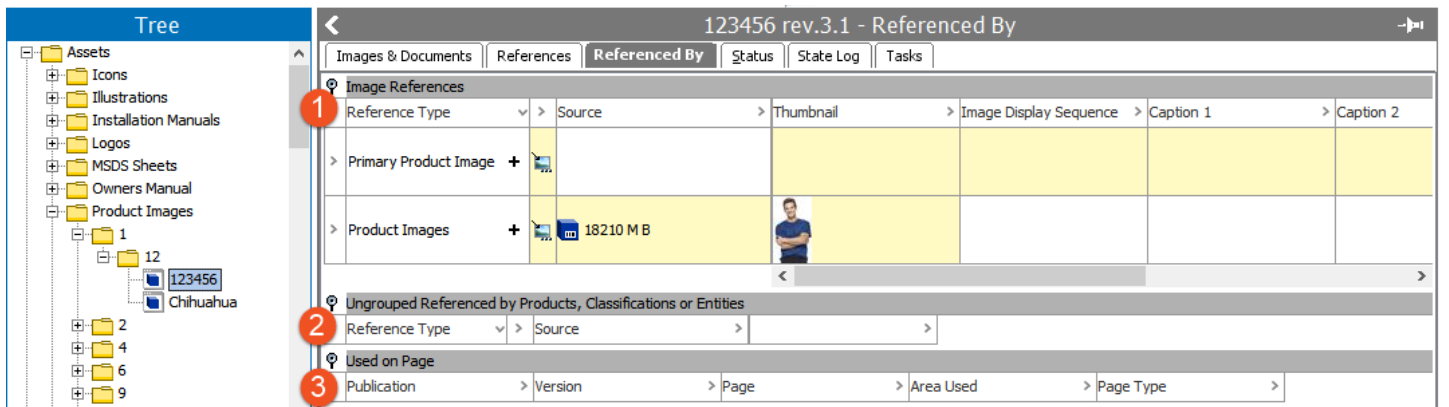 Tree
Assets
Icons
Illustrations
Installation Manuals
Logos
MSDS Sheets
Owners Manual
Product Images
1
12
123456
Chihuahua
2
4
6
9
123456 rev.3.1 - Referenced By
Images & Documents References Referenced By Status State Log Tasks
Image References
1 Reference Type > Source > Thumbnail > Image Display Sequence > Caption 1 > Caption 2
> Primary Product Image +
> Product Images + 18210 M B
< >
Ungrouped Referenced by Products, Classifications or Entities
2 Reference Type > Source > >
Used on Page
3 Publication > Version > Page > Area Used > Page Type >